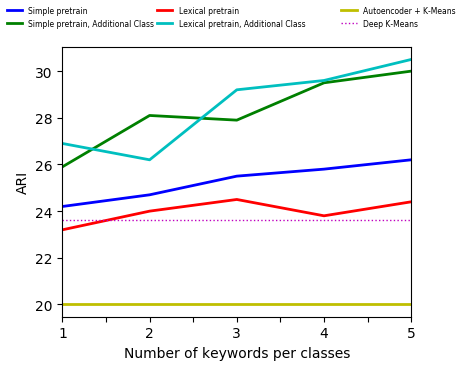 Simple pretrain
Simple pretrain, Additional Class
Lexical pretrain
Lexical pretrain, Additional Class
Autoencoder + K-Means
Deep K-Means
30
28
26
24
22
20
ARI
1 2 3 4 5
Number of keywords per classes